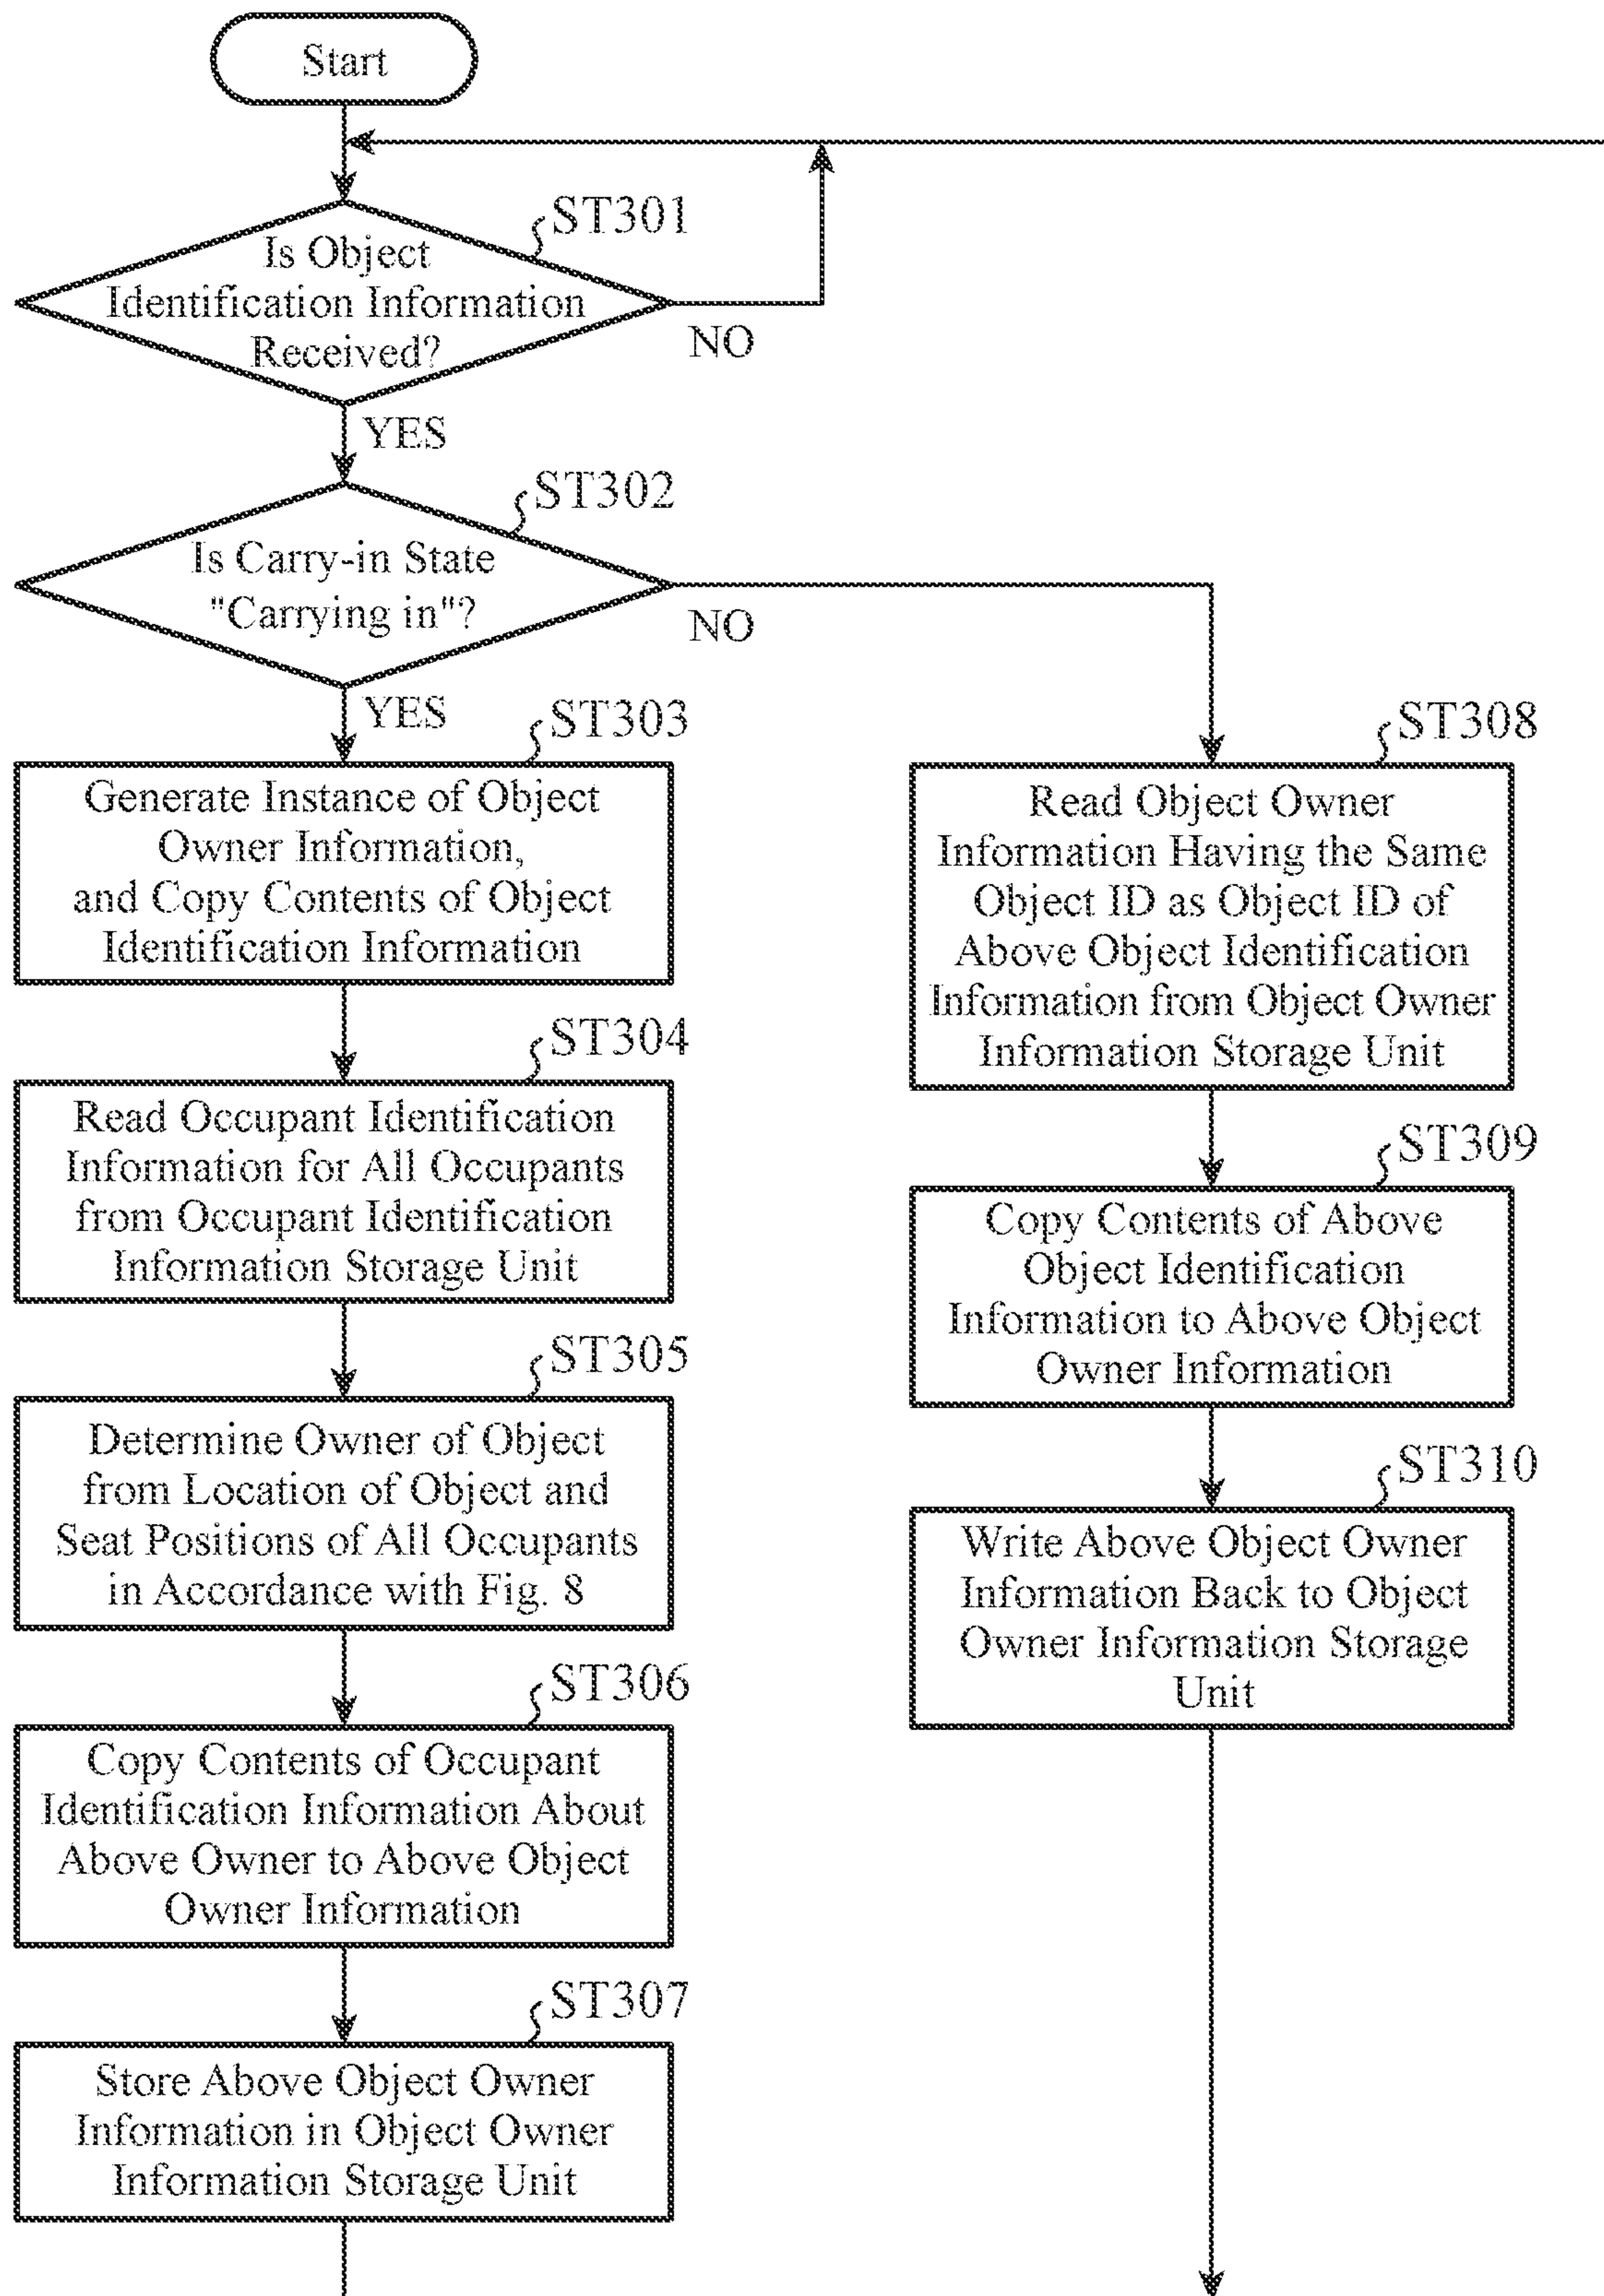 Start
ST301
Is Object
Identification Information
Received?
NO
YES
ST302
Is Carry-in State
"Carrying in"?
NO
YES
ST303
Generate Instance of Object
Owner Information,
and Copy Contents of Object
Identification Information
ST304
Read Occupant Identification
Information for All Occupants
from Occupant Identification
Information Storage Unit
ST305
Determine Owner of Object
from Location of Object and
Seat Positions of All Occupants
in Accordance with Fig. 8
ST306
Copy Contents of Occupant
Identification Information About
Above Owner to Above Object
Owner Information
ST307
Store Above Object Owner
Information in Object Owner
Information Storage Unit
ST308
Read Object Owner
Information Having the Same
Object ID as Object ID of
Above Object Identification
Information from Object Owner
Information Storage Unit
ST309
Copy Contents of Above
Object Identification
Information to Above Object
Owner Information
ST310
Write Above Object Owner
Information Back to Object
Owner Information Storage
Unit